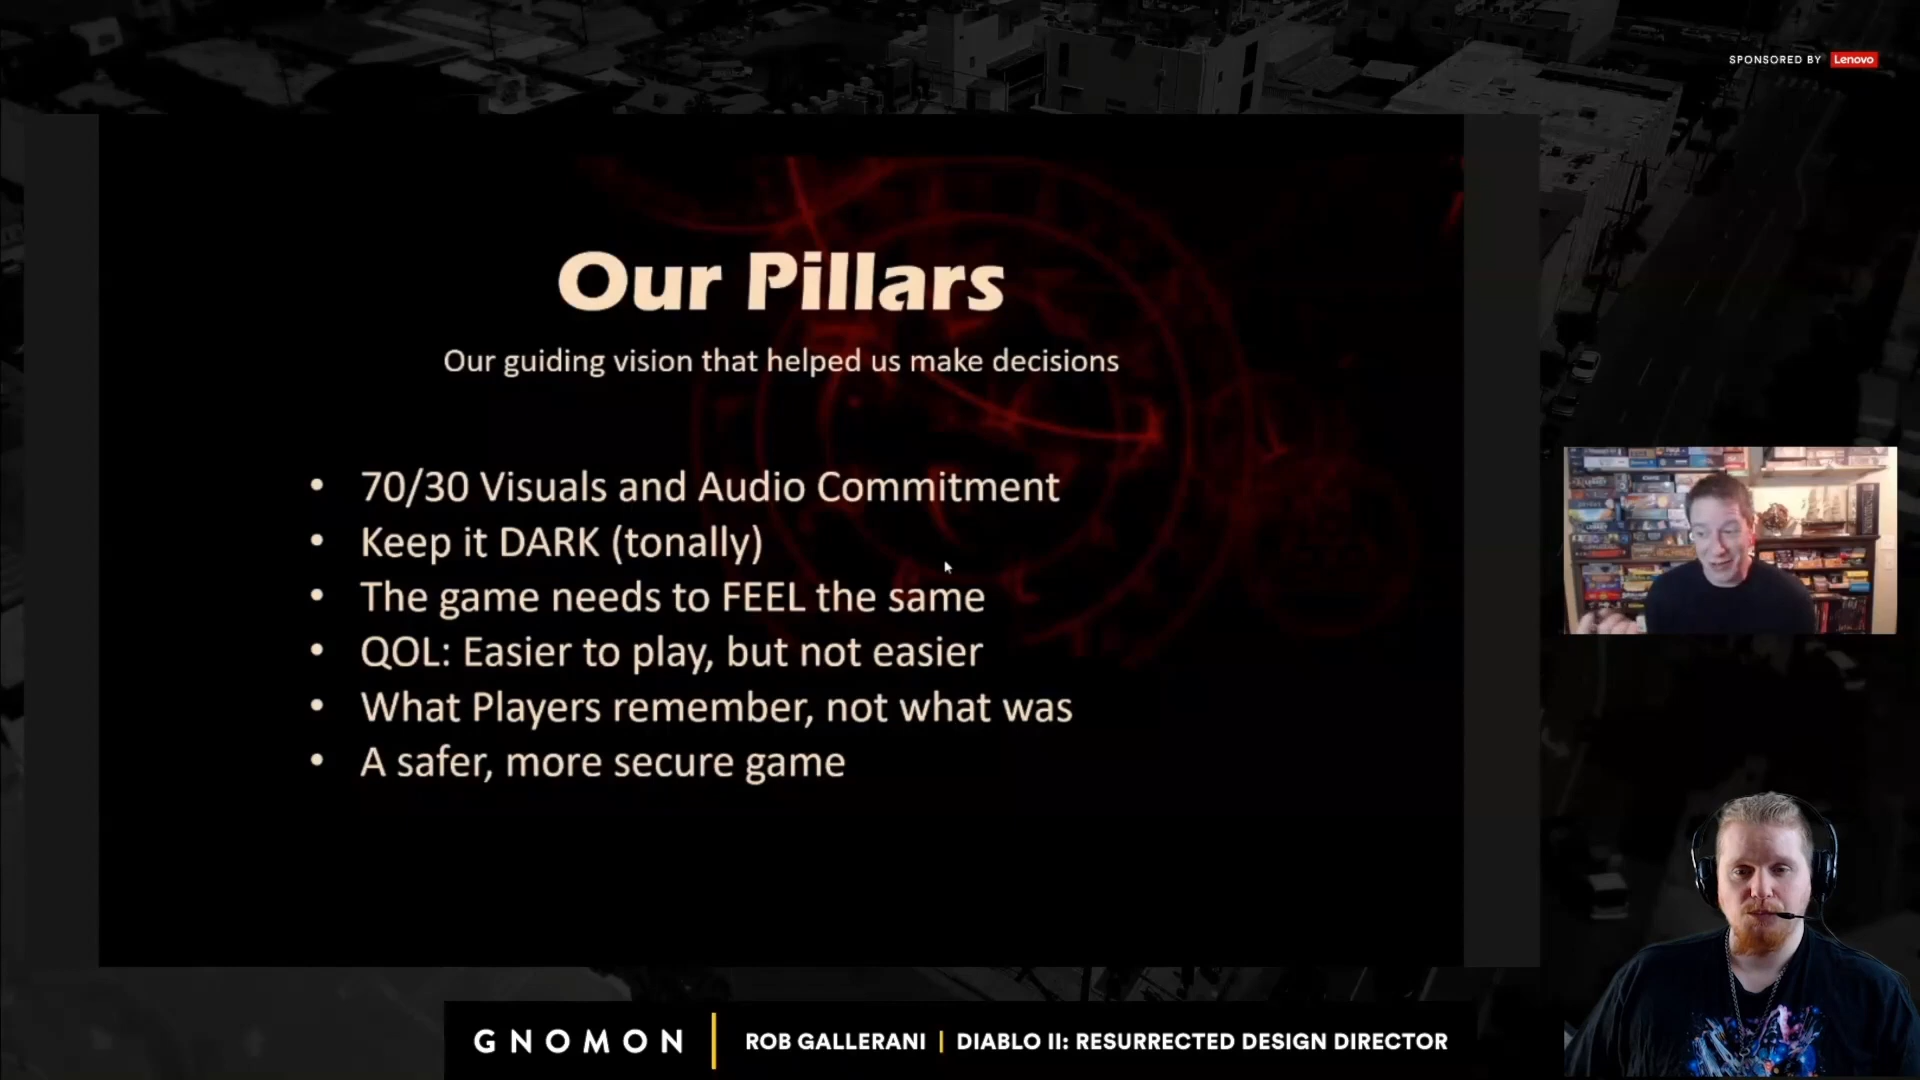 SPONSORED BY Lenovo
Our Pillars
Our guiding vision that helped us make decisions
• 70/30 Visuals and Audio Commitment
• Keep it DARK (tonally)
• The game needs to FEEL the same
• QOL: Easier to play, but not easier
• What Players remember, not what was
• A safer, more secure game
GNOMON | ROB GALLERANI | DIABLO II: RESURRECTED DESIGN DIRECTOR